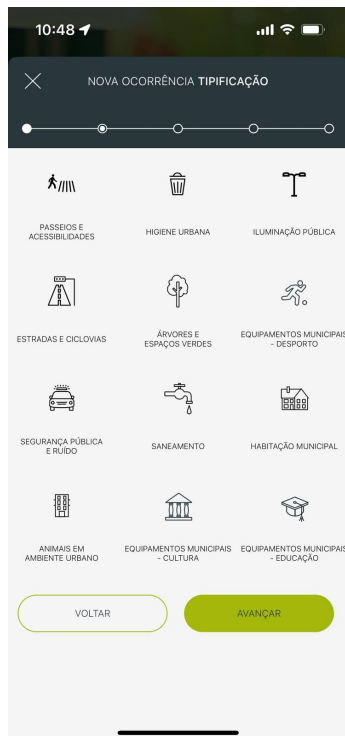 10:48
NOVA OCORRÊNCIA TIPIFICAÇÃO
PASSEIOS E
ACESSIBILIDADES
HIGIENE URBANA
ILUMINAÇÃO PÚBLICA
ESTRADAS E CICLOVIAS
ÁRVORES E
ESPAÇOS VERDES
EQUIPAMENTOS MUNICIPAIS
- DESPORTO
SEGURANÇA PÚBLICA
E RUÍDO
SANEAMENTO
HABITAÇÃO MUNICIPAL
ANIMAIS EM
AMBIENTE URBANO
EQUIPAMENTOS MUNICIPAIS
- CULTURA
EQUIPAMENTOS MUNICIPAIS
- EDUCAÇÃO
VOLTAR
AVANÇAR